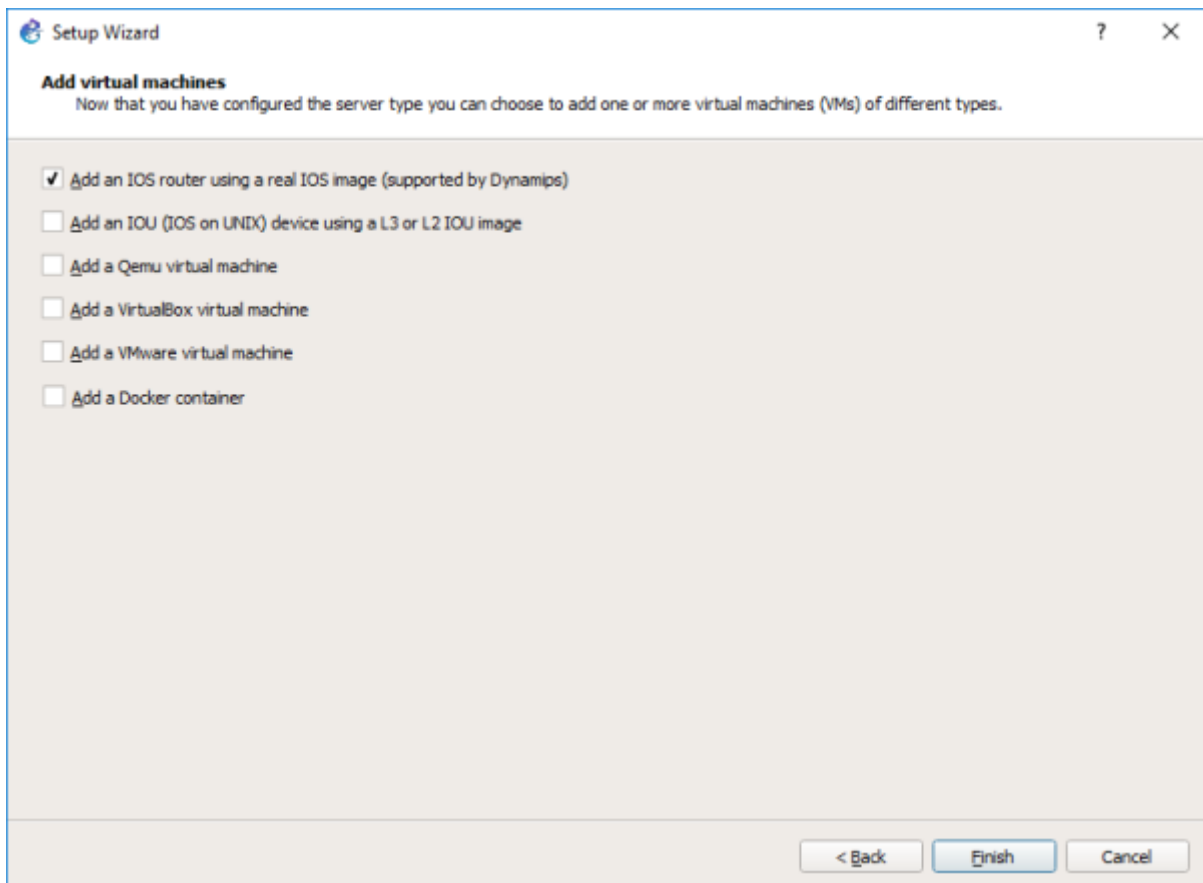 Setup Wizard
?
Add virtual machines
Now that you have configured the server type you can choose to add one or more virtual machines (VMs) of different types.
Add an IOS router using a real IOS image (supported by Dynamips)
Add an IOU (IOS on UNIX) device using a L3 or L2 IOU image
Add a Qemu virtual machine
Add a VirtualBox virtual machine
Add a VMware virtual machine
Add a Docker container
< Back Finish Cancel